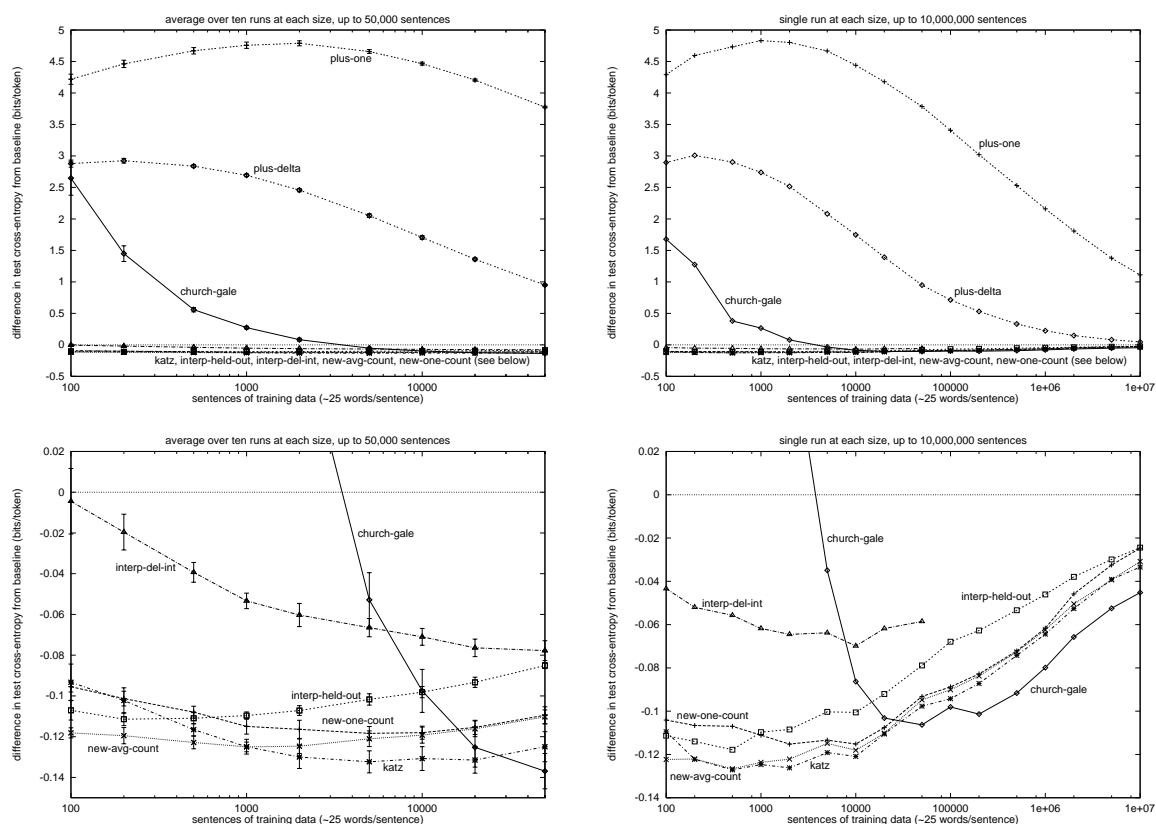 average over ten runs at each size, up to 50,000 sentences
difference in test cross-entropy from baseline (bits/token)
5
4.5
4
3.5
3
2.5
2
1.5
1
0.5
0
-0.5
plus-one
plus-delta
church-gale
katz, interp-held-out, interp-del-int, new-avg-count, new-one-count (see below)
100 1000 10000
sentences of training data (~25 words/sentence)
single run at each size, up to 10,000,000 sentences
difference in test cross-entropy from baseline (bits/token)
5
4.5
4
3.5
3
2.5
2
1.5
1
0.5
0
-0.5
plus-one
plus-delta
church-gale
katz, interp-held-out, interp-del-int, new-avg-count, new-one-count (see below)
100 1000 10000 100000 1e+06 1e+07
sentences of training data (~25 words/sentence)
average over ten runs at each size, up to 50,000 sentences
difference in test cross-entropy from baseline (bits/token)
0.02
0
-0.02
-0.04
-0.06
-0.08
-0.1
-0.12
-0.14
church-gale
interp-del-int
interp-held-out
new-one-count
new-avg-count
katz
100 1000 10000
sentences of training data (~25 words/sentence)
single run at each size, up to 10,000,000 sentences
difference in test cross-entropy from baseline (bits/token)
0.02
0
-0.02
-0.04
-0.06
-0.08
-0.1
-0.12
-0.14
church-gale
interp-held-out
interp-del-int
church-gale
new-one-count
katz
new-avg-count
100 1000 10000 100000 1e+06 1e+07
sentences of training data (~25 words/sentence)